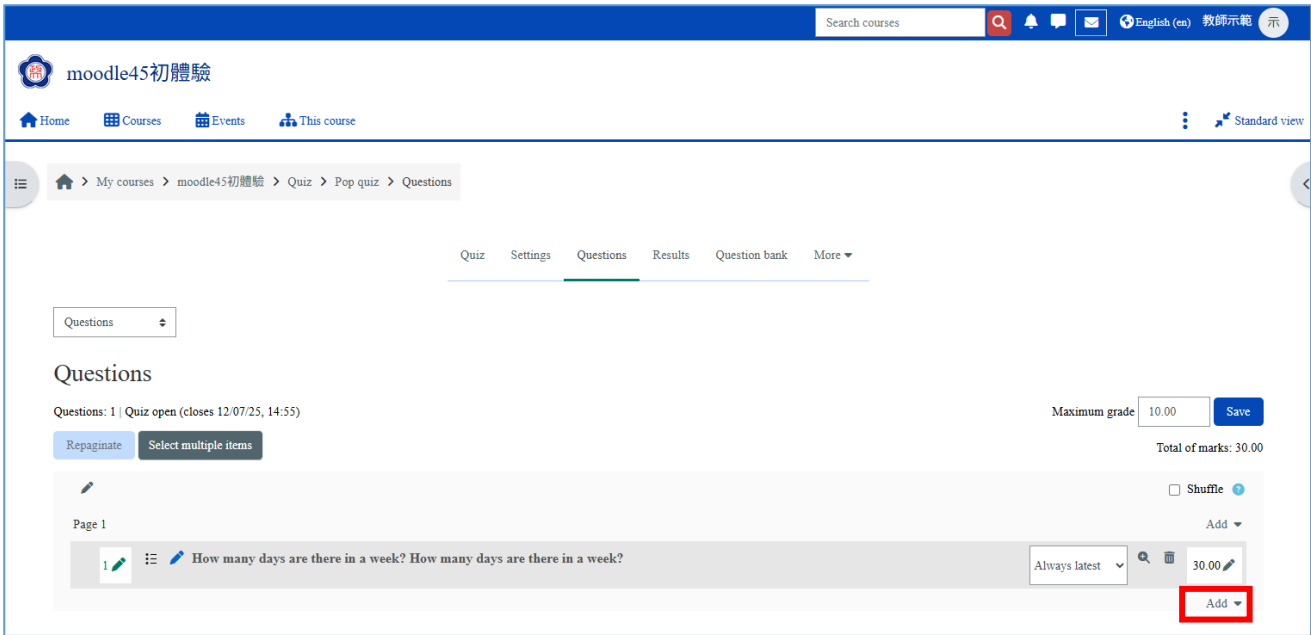 Search courses English (en) 教師示範 示
moodle45初體驗
Home Courses Events This course Standard view
My courses moodle45初體驗 Quiz Pop quiz Questions
Quiz Settings Questions Results Question bank More
Questions
Questions
Questions: 1 | Quiz open (closes 12/07/25, 14:55) Maximum grade 10.00 Save
Repaginate Select multiple items Total of marks: 30.00
Shuffle ?
Page 1 Add
1 How many days are there in a week? How many days are there in a week? Always latest 30.00
Add